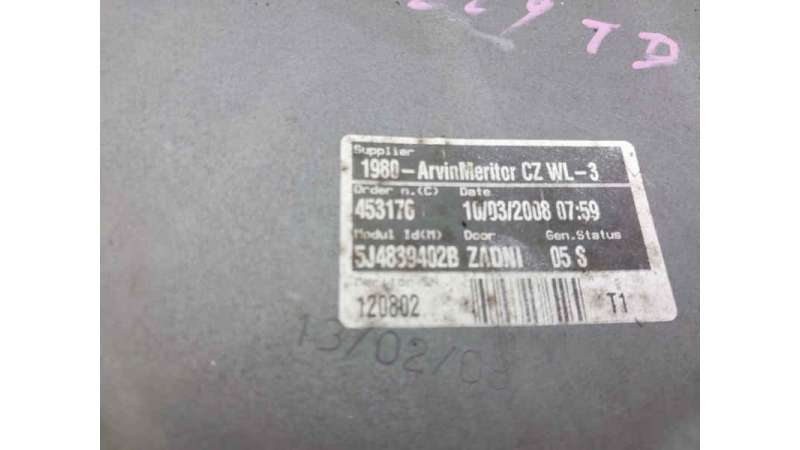 TD
Supplier
1980-ArvinMeritor CZ WL-3
Order n.(C) Date
453176 10/03/2008 07:59
Modul Id(M) Door Gen.Status
5J4839402B ZADNI 05 S
120802 T1
13/02/08